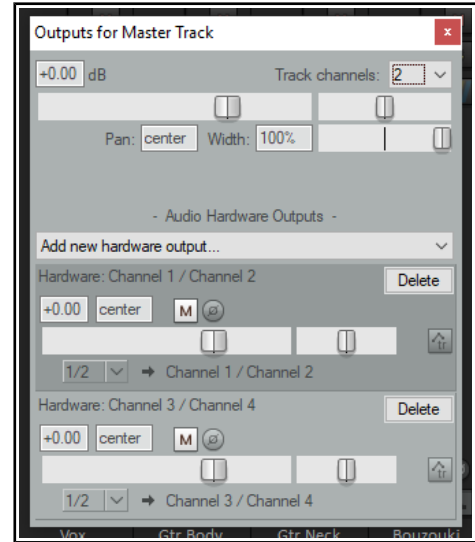 Outputs for Master Track x
+0.00 dB Track channels: 2
Pan: center Width: 100%
- Audio Hardware Outputs -
Add new hardware output...
Hardware: Channel 1 / Channel 2 Delete
+0.00 center M ø
tr
1/2 → Channel 1 / Channel 2
Hardware: Channel 3 / Channel 4 Delete
+0.00 center M ø
tr
1/2 → Channel 3 / Channel 4
Vox Gtr Body Gtr Neck Bouzouki